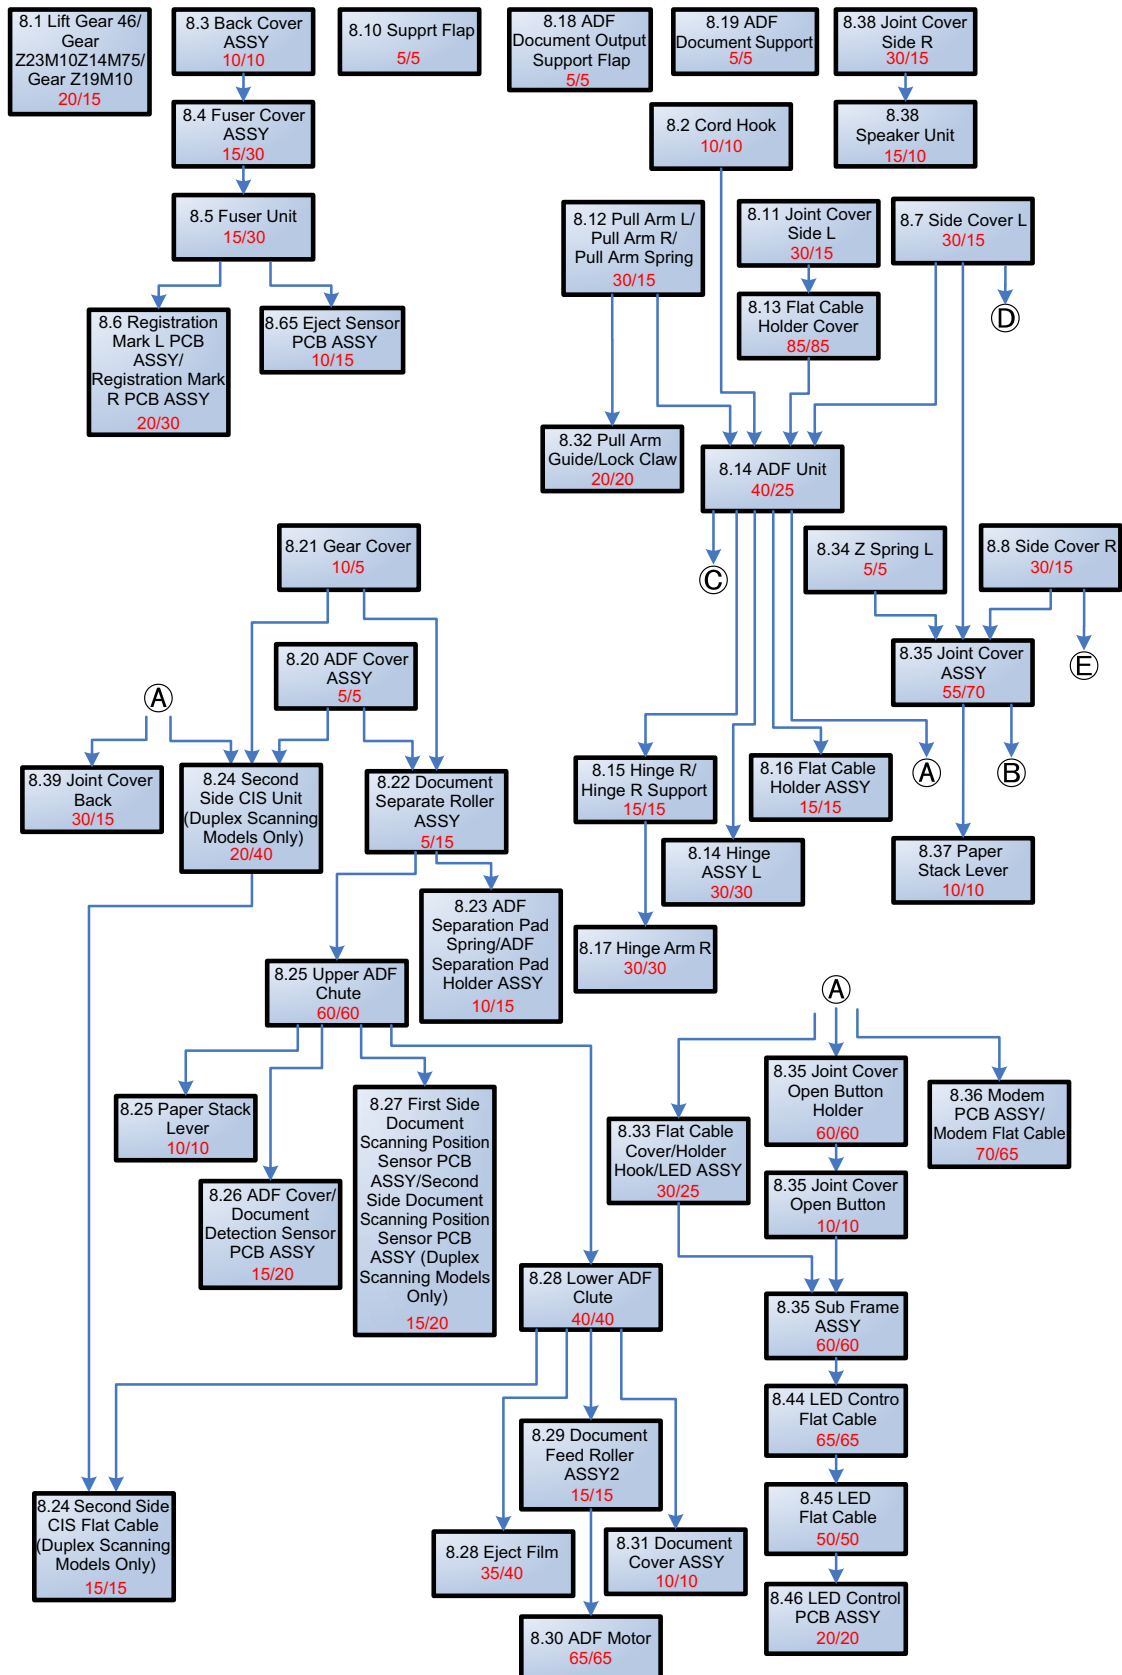 8.1 Lift Gear 46/
Gear
Z23M10Z14M75/
Gear Z19M10
20/15
8.3 Back Cover
ASSY
10/10
8.10 Supprt Flap
5/5
8.18 ADF
Document Output
Support Flap
5/5
8.19 ADF
Document Support
5/5
8.38 Joint Cover
Side R
30/15
8.4 Fuser Cover
ASSY
15/30
8.2 Cord Hook
10/10
8.38
Speaker Unit
15/10
8.5 Fuser Unit
15/30
8.12 Pull Arm L/
Pull Arm R/
Pull Arm Spring
30/15
8.11 Joint Cover
Side L
30/15
8.7 Side Cover L
30/15
8.6 Registration
Mark L PCB
ASSY/
Registration Mark
R PCB ASSY
20/30
8.65 Eject Sensor
PCB ASSY
10/15
8.13 Flat Cable
Holder Cover
85/85
D
8.32 Pull Arm
Guide/Lock Claw
20/20
8.14 ADF Unit
40/25
8.21 Gear Cover
10/5
C
8.34 Z Spring L
5/5
8.8 Side Cover R
30/15
8.20 ADF Cover
ASSY
5/5
8.35 Joint Cover
ASSY
55/70
E
A
8.39 Joint Cover
Back
30/15
8.24 Second
Side CIS Unit
(Duplex Scanning
Models Only)
20/40
8.22 Document
Separate Roller
ASSY
5/15
8.15 Hinge R/
Hinge R Support
15/15
8.16 Flat Cable
Holder ASSY
15/15
A
B
8.14 Hinge
ASSY L
30/30
8.37 Paper
Stack Lever
10/10
8.23 ADF
Separation Pad
Spring/ADF
Separation Pad
Holder ASSY
10/15
8.17 Hinge Arm R
30/30
8.25 Upper ADF
Chute
60/60
A
8.25 Paper Stack
Lever
10/10
8.26 ADF Cover/
Document
Detection Sensor
PCB ASSY
15/20
8.27 First Side
Document
Scanning Position
Sensor PCB
ASSY/Second
Side Document
Scanning Position
Sensor PCB
ASSY (Duplex
Scanning Models
Only)
15/20
8.33 Flat Cable
Cover/Holder
Hook/LED ASSY
30/25
8.35 Joint Cover
Open Button
Holder
60/60
8.36 Modem
PCB ASSY/
Modem Flat Cable
70/65
8.35 Joint Cover
Open Button
10/10
8.28 Lower ADF
Clute
40/40
8.35 Sub Frame
ASSY
60/60
8.44 LED Contro
Flat Cable
65/65
8.29 Document
Feed Roller
ASSY2
15/15
8.24 Second Side
CIS Flat Cable
(Duplex Scanning
Models Only)
15/15
8.45 LED
Flat Cable
50/50
8.28 Eject Film
35/40
8.31 Document
Cover ASSY
10/10
8.46 LED Control
PCB ASSY
20/20
8.30 ADF Motor
65/65